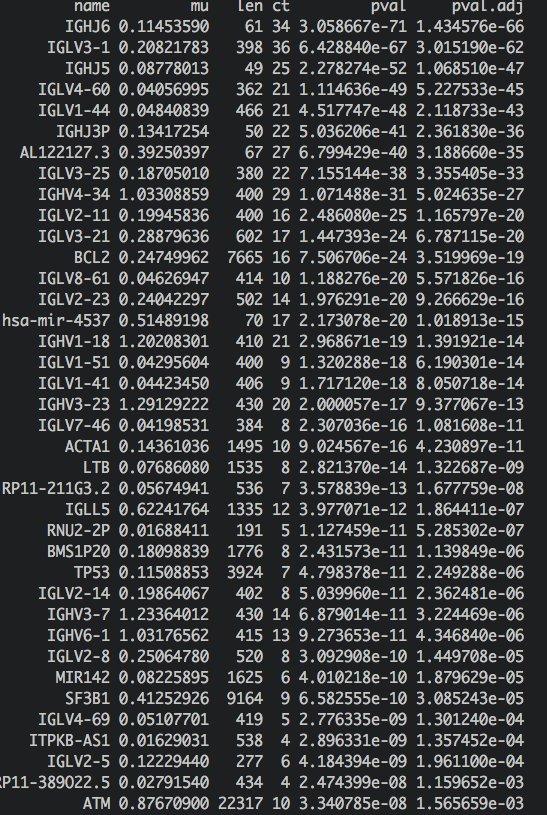 name mu len ct pval pval.adj
IGHJ6 0.11453590 61 34 3.058667e-71 1.434576e-66
IGLV3-1 0.20821783 398 36 6.428840e-67 3.015190e-62
IGHJ5 0.08778013 49 25 2.278274e-52 1.068510e-47
IGLV4-60 0.04056995 362 21 1.114636e-49 5.227533e-45
IGLV1-44 0.04840839 466 21 4.517747e-48 2.118733e-43
IGHJ3P 0.13417254 50 22 5.036206e-41 2.361830e-36
AL122127.3 0.39250397 67 27 6.799429e-40 3.188660e-35
IGLV3-25 0.18705010 380 22 7.155144e-38 3.355405e-33
IGHV4-34 1.03308859 400 29 1.071488e-31 5.024635e-27
IGLV2-11 0.19945836 400 16 2.486080e-25 1.165797e-20
IGLV3-21 0.28879636 602 17 1.447393e-24 6.787115e-20
BCL2 0.24749962 7665 16 7.506706e-24 3.519969e-19
IGLV8-61 0.04626947 414 10 1.188276e-20 5.571826e-16
IGLV2-23 0.24042297 502 14 1.976291e-20 9.266629e-16
hsa-mir-4537 0.51489198 70 17 2.173078e-20 1.018913e-15
IGHV1-18 1.20208301 410 21 2.968671e-19 1.391921e-14
IGLV1-51 0.04295604 400 9 1.320288e-18 6.190301e-14
IGLV1-41 0.04423450 406 9 1.717120e-18 8.050718e-14
IGHV3-23 1.29129222 430 20 2.000057e-17 9.377067e-13
IGLV7-46 0.04198531 384 8 2.307036e-16 1.081608e-11
ACTA1 0.14361036 1495 10 9.024567e-16 4.230897e-11
LTB 0.07686080 1535 8 2.821370e-14 1.322687e-09
RP11-211G3.2 0.05674941 536 7 3.578839e-13 1.677759e-08
IGLL5 0.62241764 1335 12 3.977071e-12 1.864411e-07
RNU2-2P 0.01688411 191 5 1.127459e-11 5.285302e-07
BMS1P20 0.18098839 1776 8 2.431573e-11 1.139849e-06
TP53 0.11508853 3924 7 4.798378e-11 2.249288e-06
IGLV2-14 0.19864067 402 8 5.039960e-11 2.362481e-06
IGHV3-7 1.23364012 430 14 6.879014e-11 3.224469e-06
IGHV6-1 1.03176562 415 13 9.273653e-11 4.346840e-06
IGLV2-8 0.25064780 520 8 3.092908e-10 1.449708e-05
MIR142 0.08225895 1625 6 4.010218e-10 1.879629e-05
SF3B1 0.41252926 9164 9 6.582555e-10 3.085243e-05
IGLV4-69 0.05107701 419 5 2.776335e-09 1.301240e-04
ITPKB-AS1 0.01629031 538 4 2.896331e-09 1.357452e-04
IGLV2-5 0.12229440 277 6 4.184394e-09 1.961100e-04
RP11-389O22.5 0.02791540 434 4 2.474399e-08 1.159652e-03
ATM 0.87670900 22317 10 3.340785e-08 1.565659e-03